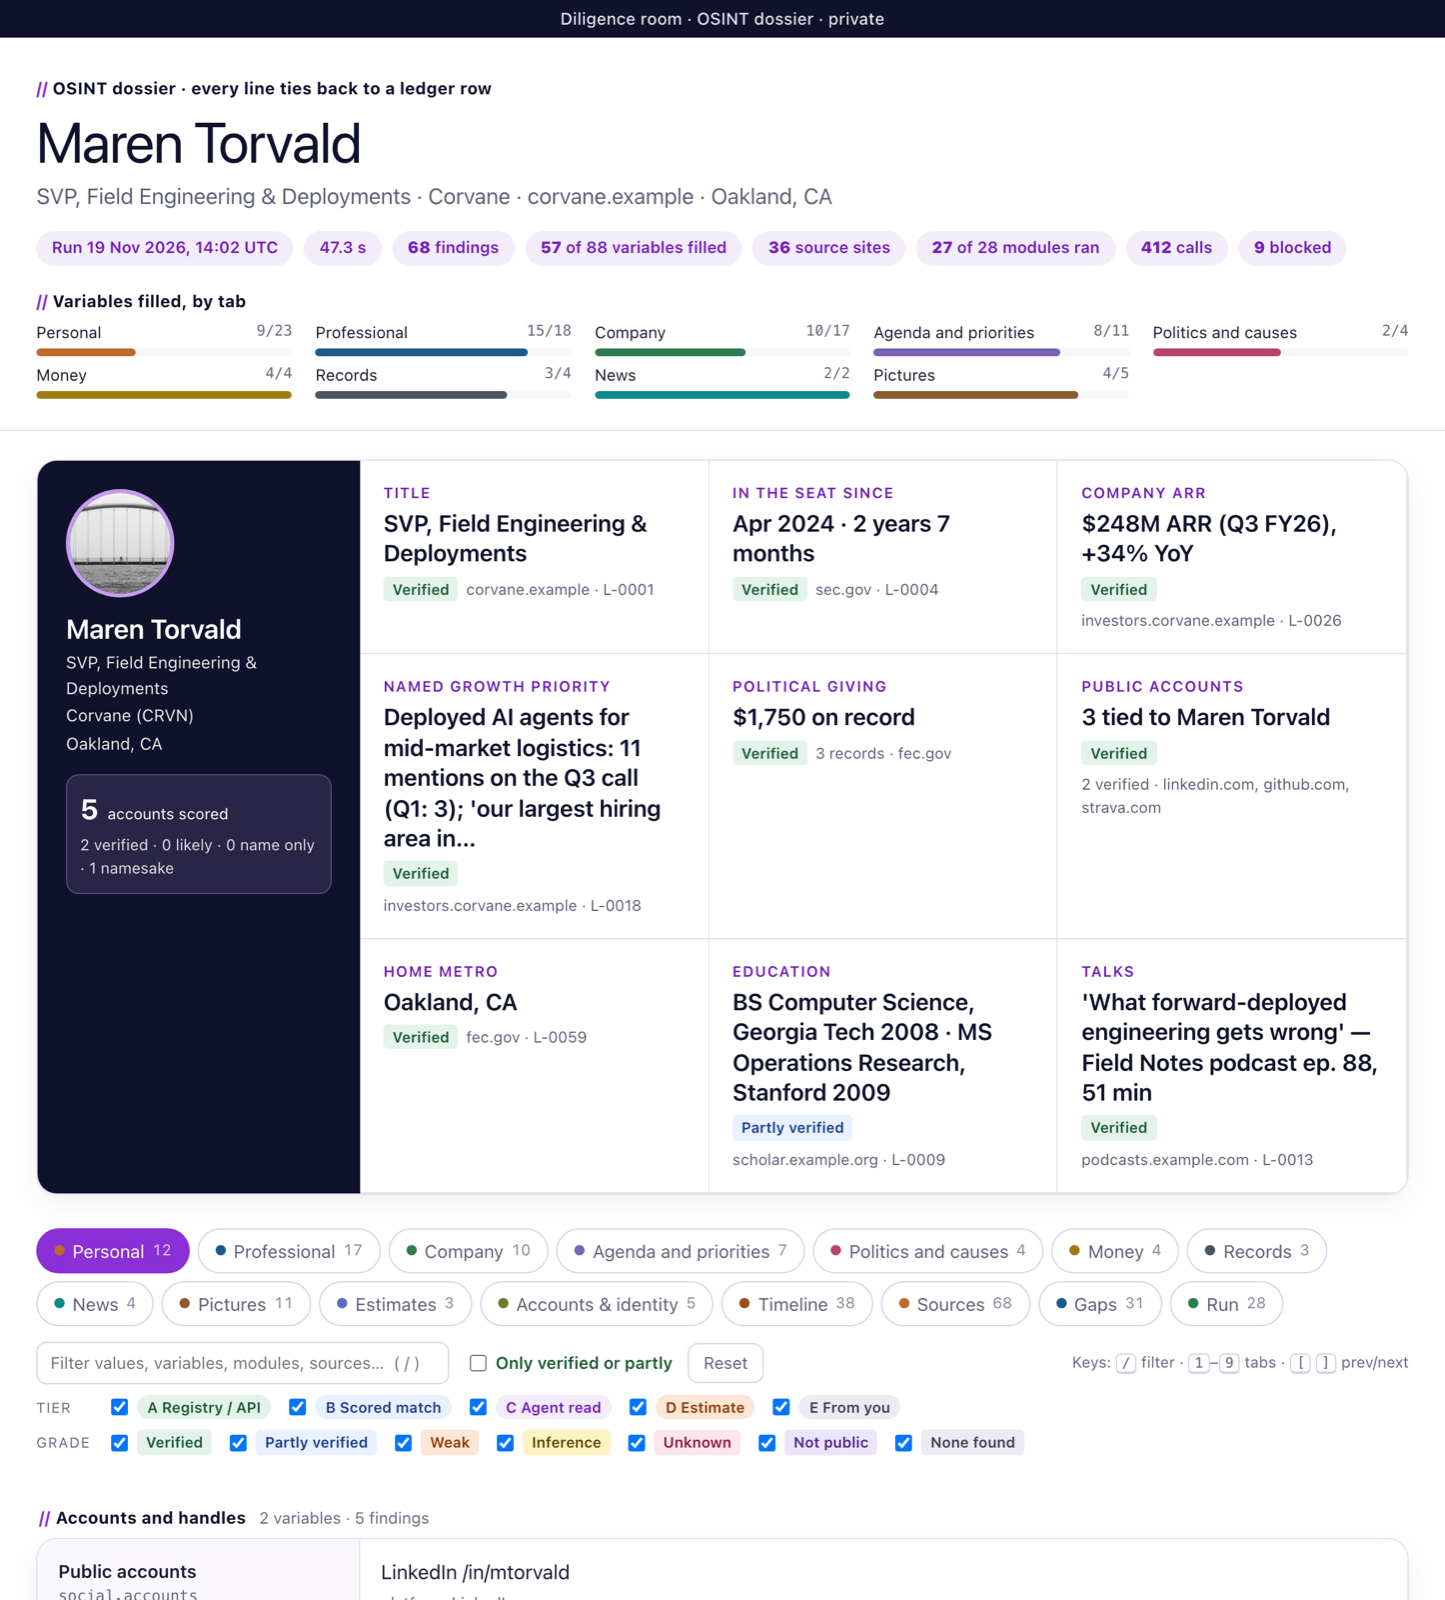 Diligence room · OSINT dossier · private
// OSINT dossier · every line ties back to a ledger row
Maren Torvald
SVP, Field Engineering & Deployments · Corvane · corvane.example · Oakland, CA
Run 19 Nov 2026, 14:02 UTC
47.3 s
68 findings
57 of 88 variables filled
36 source sites
27 of 28 modules ran
412 calls
9 blocked
// Variables filled, by tab
Personal 9/23
Professional 15/18
Company 10/17
Agenda and priorities 8/11
Politics and causes 2/4
Money 4/4
Records 3/4
News 2/2
Pictures 4/5
Maren Torvald
SVP, Field Engineering &
Deployments
Corvane (CRVN)
Oakland, CA
5 accounts scored
2 verified · 0 likely · 0 name only
· 1 namesake
TITLE
SVP, Field Engineering &
Deployments
Verified corvane.example · L-0001
IN THE SEAT SINCE
Apr 2024 · 2 years 7
months
Verified sec.gov · L-0004
COMPANY ARR
$248M ARR (Q3 FY26),
+34% YoY
Verified
investors.corvane.example · L-0026
NAMED GROWTH PRIORITY
Deployed AI agents for
mid-market logistics: 11
mentions on the Q3 call
(Q1: 3); 'our largest hiring
area in...
Verified
investors.corvane.example · L-0018
POLITICAL GIVING
$1,750 on record
Verified 3 records · fec.gov
PUBLIC ACCOUNTS
3 tied to Maren Torvald
Verified
2 verified · linkedin.com, github.com,
strava.com
HOME METRO
Oakland, CA
Verified fec.gov · L-0059
EDUCATION
BS Computer Science,
Georgia Tech 2008 · MS
Operations Research,
Stanford 2009
Partly verified
scholar.example.org · L-0009
TALKS
'What forward-deployed
engineering gets wrong' —
Field Notes podcast ep. 88,
51 min
Verified
podcasts.example.com · L-0013
Personal 12
Professional 17
Company 10
Agenda and priorities 7
Politics and causes 4
Money 4
Records 3
News 4
Pictures 11
Estimates 3
Accounts & identity 5
Timeline 38
Sources 68
Gaps 31
Run 28
Filter values, variables, modules, sources... ( / )
Only verified or partly
Reset
Keys: / filter · 1–9 tabs · [ ] prev/next
TIER A Registry / API B Scored match C Agent read D Estimate E From you
GRADE Verified Partly verified Weak Inference Unknown Not public None found
// Accounts and handles 2 variables · 5 findings
Public accounts
social.accounts
LinkedIn /in/mtorvald